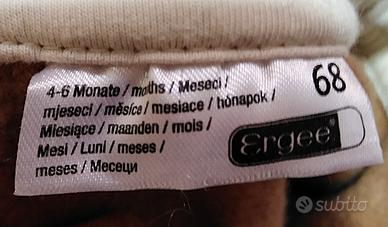 4-6 Monate / months / Meseci /
mjeseci / měsíce / mesiace / hónapok /
Miesiące / maanden / mois /
Mesi / Luni / meses /
meses / Месеци
68
Ergee
subito